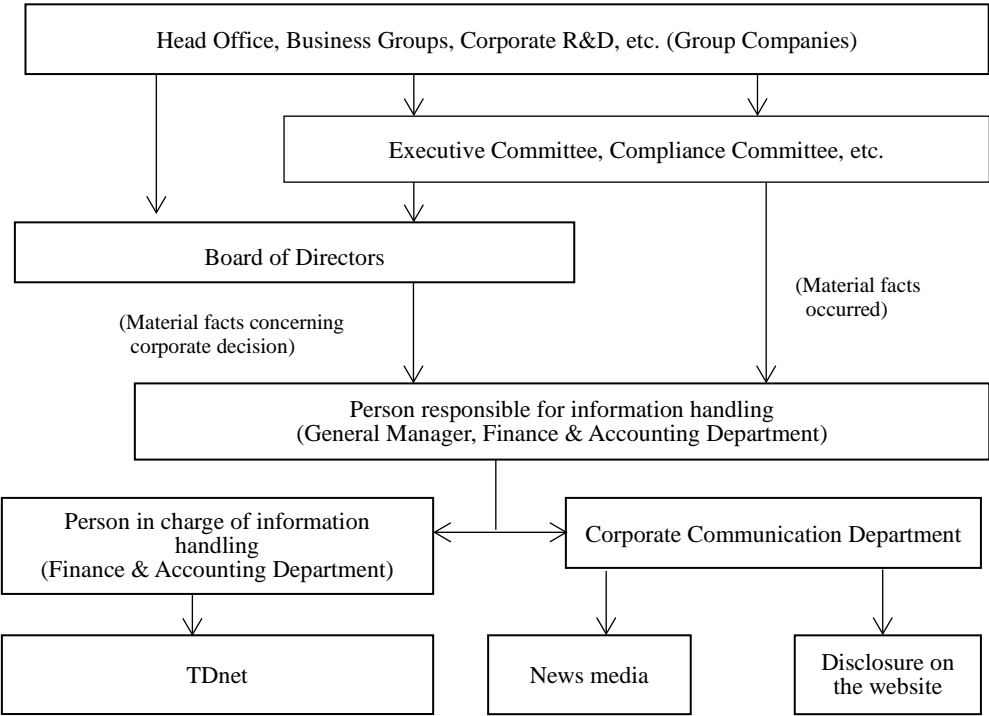 Head Office, Business Groups, Corporate R&D, etc. (Group Companies)
Executive Committee, Compliance Committee, etc.
Board of Directors
(Material facts
occurred)
(Material facts concerning
corporate decision)
Person responsible for information handling
(General Manager, Finance & Accounting Department)
Person in charge of information
handling
(Finance & Accounting Department)
Corporate Communication Department
TDnet
News media
Disclosure on
the website